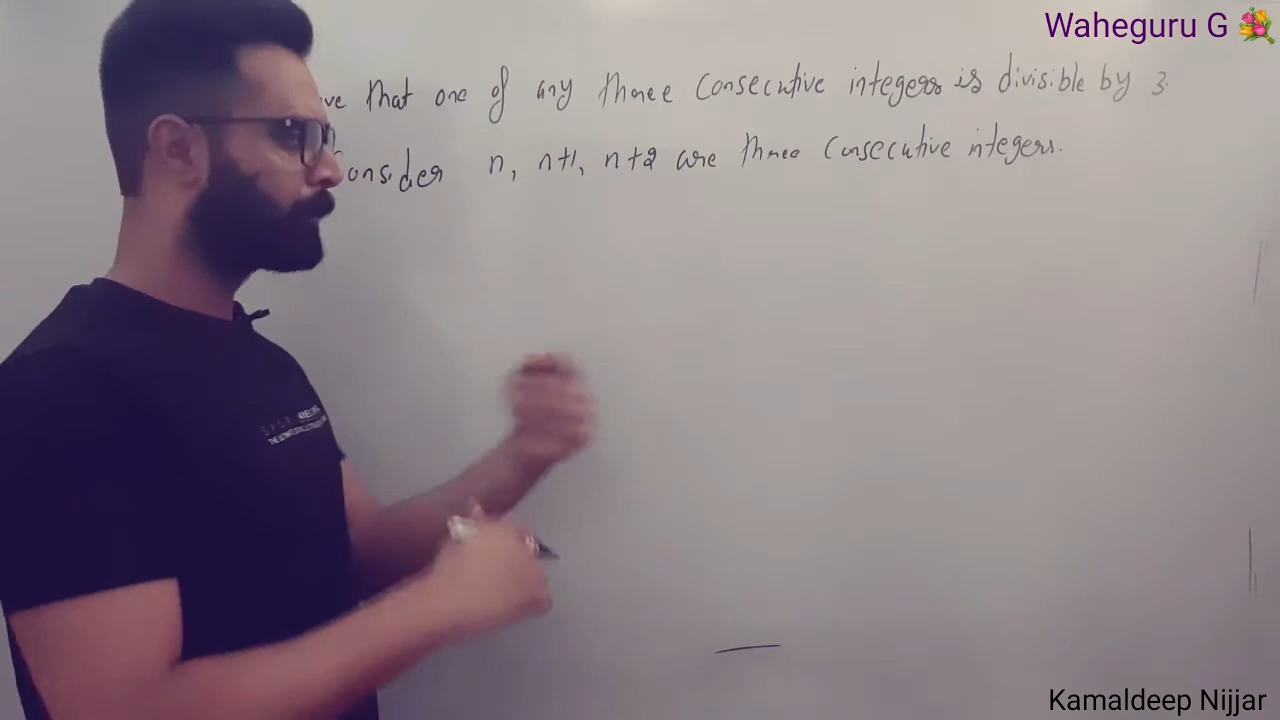 Waheguru G 💐
ve that one of any three consecutive integers is divisible by 3.
onsider n, n+1, n+2 are three consecutive integers.
Kamaldeep Nijjar